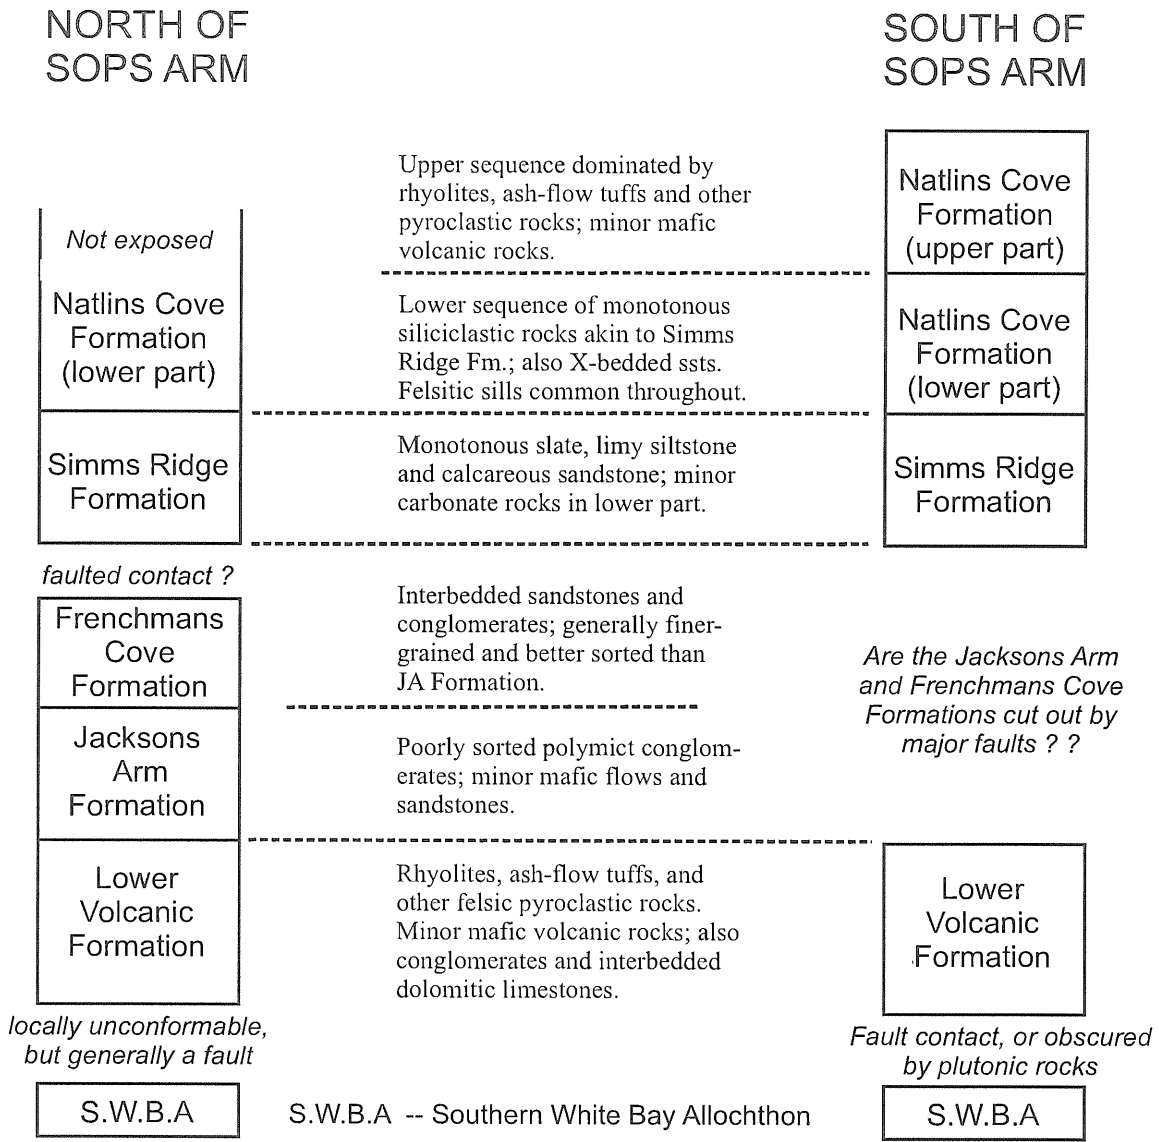 NORTH OF
SOPS ARM
SOUTH OF
SOPS ARM
Not exposed
Natlins Cove
Formation
(lower part)
Simms Ridge
Formation
faulted contact ?
Frenchmans
Cove
Formation
Jacksons
Arm
Formation
Lower
Volcanic
Formation
locally unconformable,
but generally a fault
S.W.B.A
Upper sequence dominated by
rhyolites, ash-flow tuffs and other
pyroclastic rocks; minor mafic
volcanic rocks.
Lower sequence of monotonous
siliciclastic rocks akin to Simms
Ridge Fm.; also X-bedded ssts.
Felsitic sills common throughout.
Monotonous slate, limy siltstone
and calcareous sandstone; minor
carbonate rocks in lower part.
Interbedded sandstones and
conglomerates; generally finer-
grained and better sorted than
JA Formation.
Poorly sorted polymict conglom-
erates; minor mafic flows and
sandstones.
Rhyolites, ash-flow tuffs, and
other felsic pyroclastic rocks.
Minor mafic volcanic rocks; also
conglomerates and interbedded
dolomitic limestones.
S.W.B.A -- Southern White Bay Allochthon
Natlins Cove
Formation
(upper part)
Natlins Cove
Formation
(lower part)
Simms Ridge
Formation
Are the Jacksons Arm
and Frenchmans Cove
Formations cut out by
major faults ? ?
Lower
Volcanic
Formation
Fault contact, or obscured
by plutonic rocks
S.W.B.A